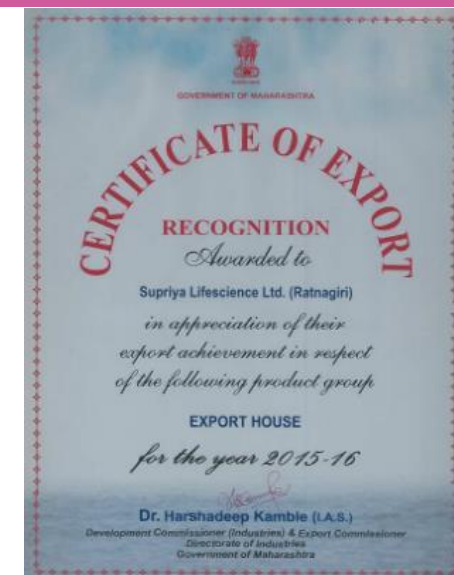 GOVERNMENT OF MAHARASHTRA
CERTIFICATE OF EXPORT
RECOGNITION
Awarded to
Supriya Lifescience Ltd. (Ratnagiri)
in appreciation of their
export achievement in respect
of the following product group
EXPORT HOUSE
for the year 2015-16
Dr. Harshadeep Kamble (I.A.S.)
Development Commissioner (Industries) & Export Commissioner
Directorate of Industries
Government of Maharashtra